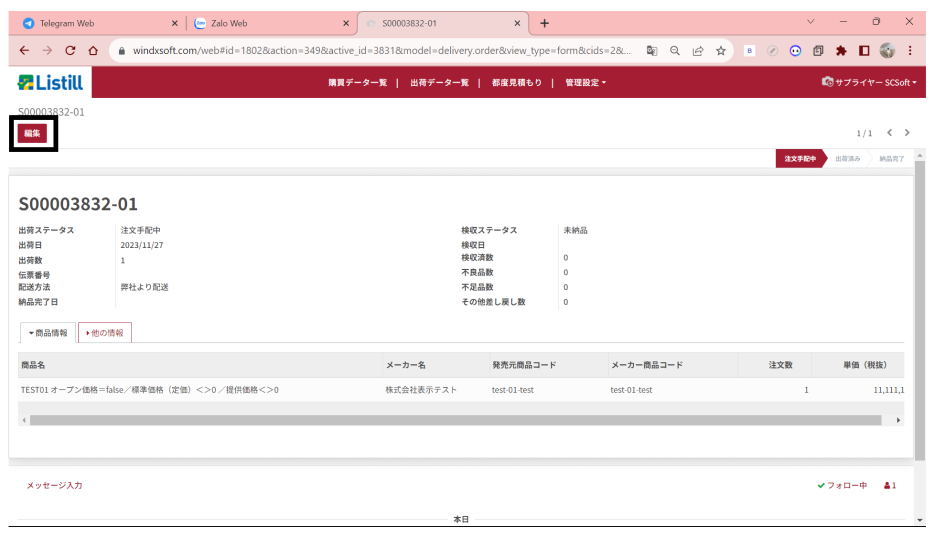 Telegram Web
Zalo Web
S00003832-01
windxsoft.com/web#id=1802&action=349&active_id=3831&model=delivery.order&view_type=form&cids=2&...
Listill
購買データ一覧 | 出荷データ一覧 | 都度見積もり | 管理設定
サプライヤー SCSoft
S00003832-01
編集
1 / 1
注文手配中 出荷済み 納品完了
S00003832-01
出荷ステータス 注文手配中 検収ステータス 未納品
出荷日 2023/11/27 検収日
出荷数 1 検収済数 0
伝票番号 不良品数 0
配送方法 弊社より配送 不足品数 0
納品完了日 その他差し戻し数 0
商品情報 他の情報
商品名 メーカー名 発売元商品コード メーカー商品コード 注文数 単価（税抜）
TEST01 オープン価格＝false／標準価格（定価）＜＞0／提供価格＜＞0 株式会社表示テスト test-01-test test-01-test 1 11,111,1
メッセージ入力 フォロー中 1
本日